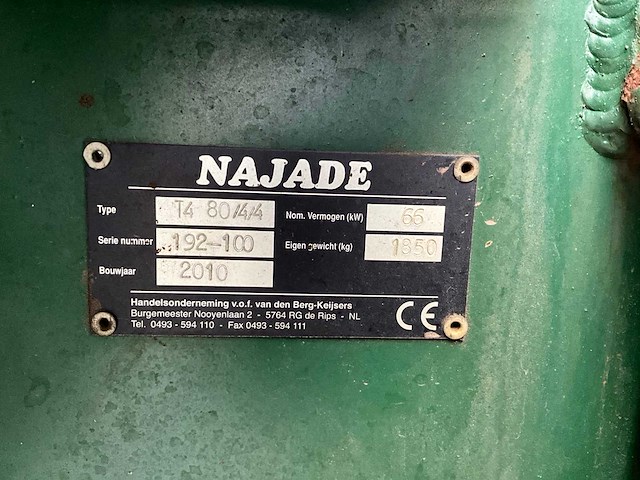 NAJADE
Type T4 80/4/4 Nom. Vermogen (kW) 66
Serie nummer 192-100 Eigen gewicht (kg) 1850
Bouwjaar 2010
Handelsonderneming v.o.f. van den Berg-Keijsers
Burgemeester Nooyenlaan 2 - 5764 RG de Rips - NL
Tel. 0493 - 594 110 - Fax 0493 - 594 111
CE